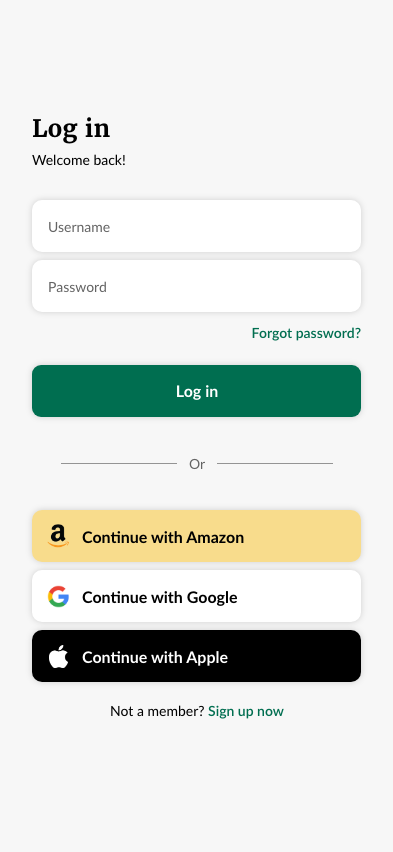 Log in
Welcome back!
Username
Password
Forgot password?
Log in
Or
Continue with Amazon
Continue with Google
Continue with Apple
Not a member? Sign up now